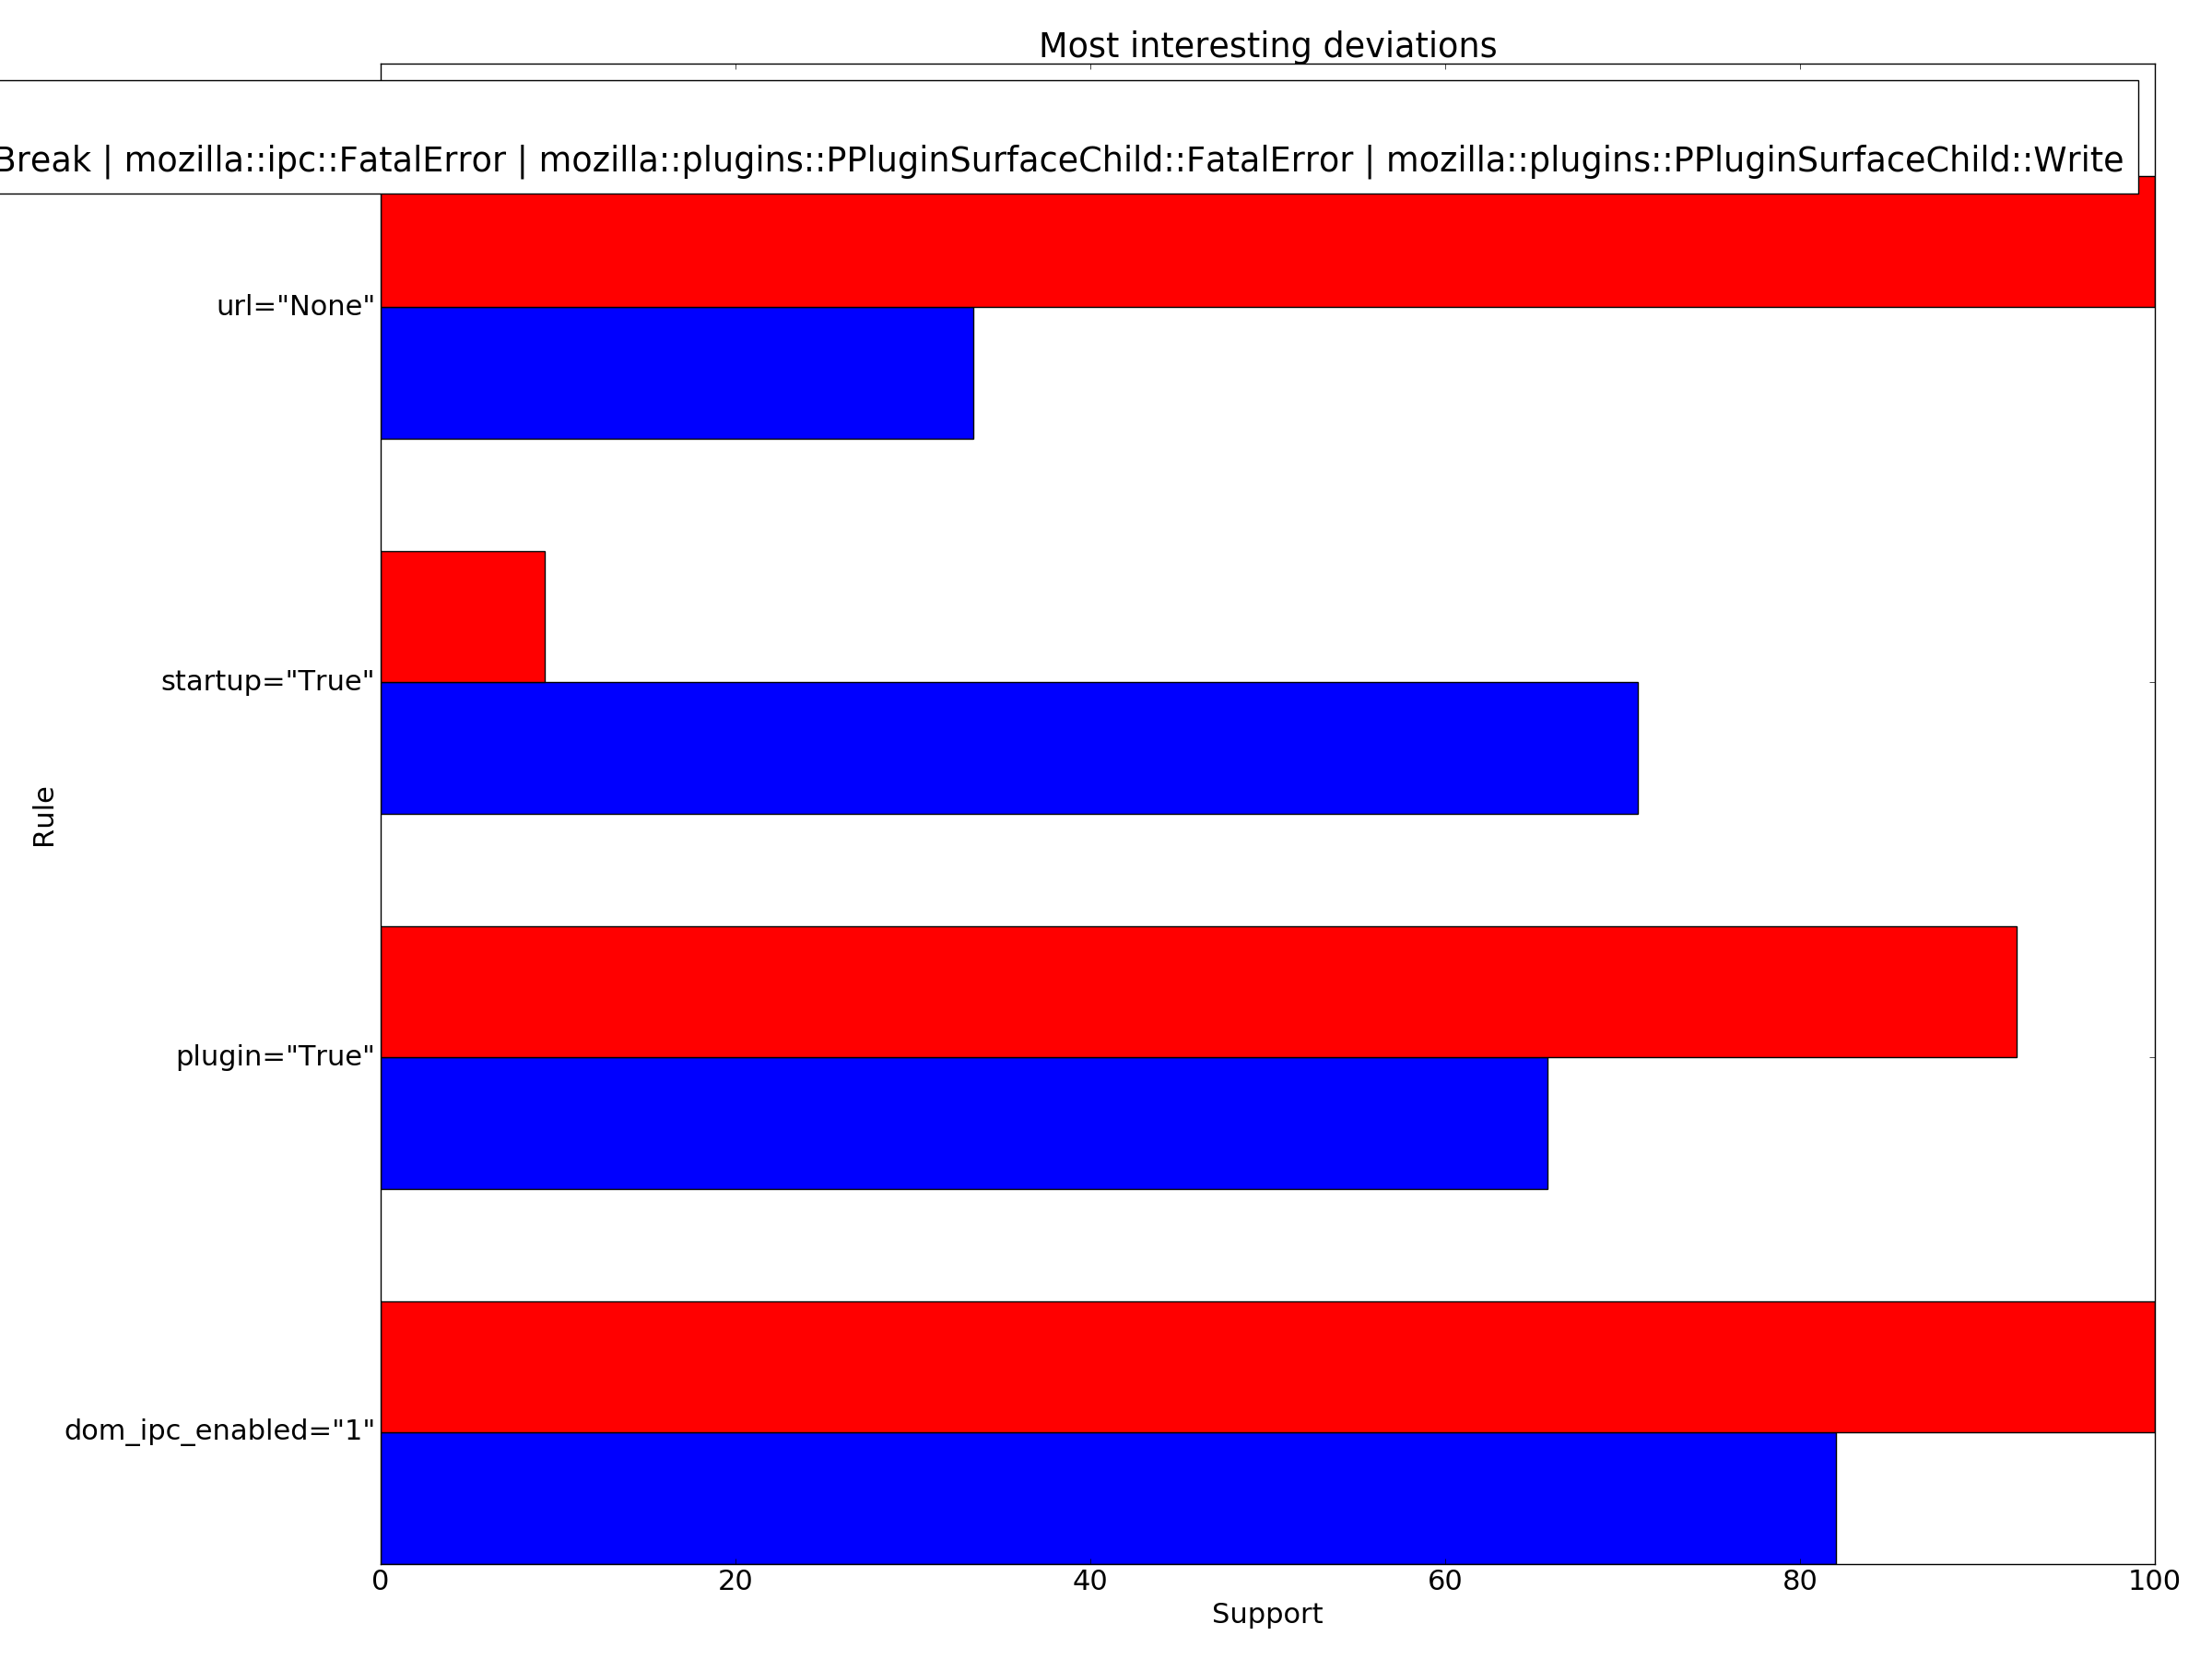 Most interesting deviations
Break | mozilla::ipc::FatalError | mozilla::plugins::PPluginSurfaceChild::FatalError | mozilla::plugins::PPluginSurfaceChild::Write
url="None"
startup="True"
Rule
plugin="True"
dom_ipc_enabled="1"
0 20 40 60 80 100
Support